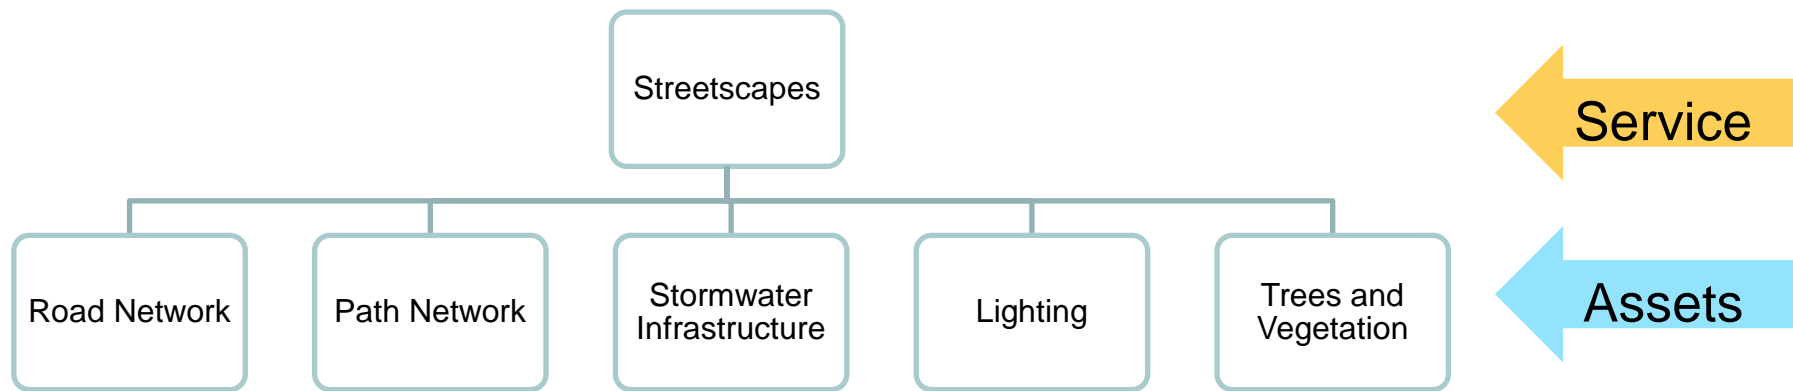 Streetscapes
Service
Road Network
Path Network
Stormwater
Infrastructure
Lighting
Trees and
Vegetation
Assets